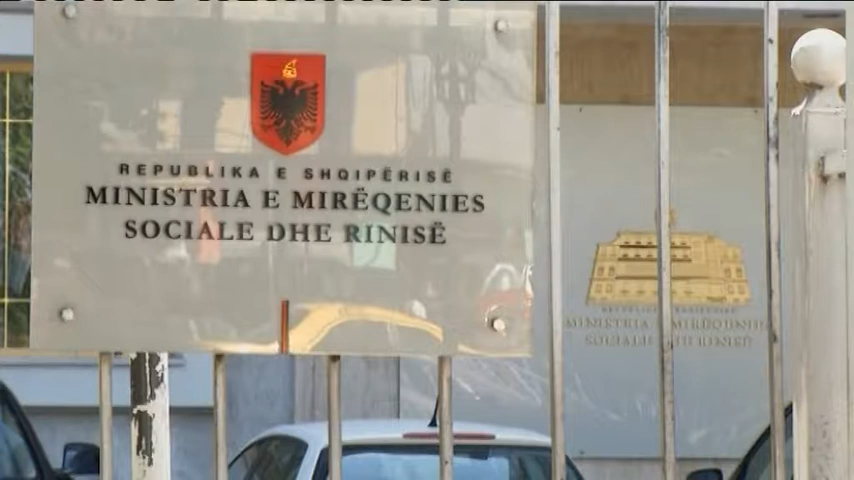 REPUBLIKA E SHQIPËRISË
MINISTRIA E MIRËQENIES
SOCIALE DHE RINISË
MINISTRIA E MIRËQENIES
SOCIALE DHE RINISË